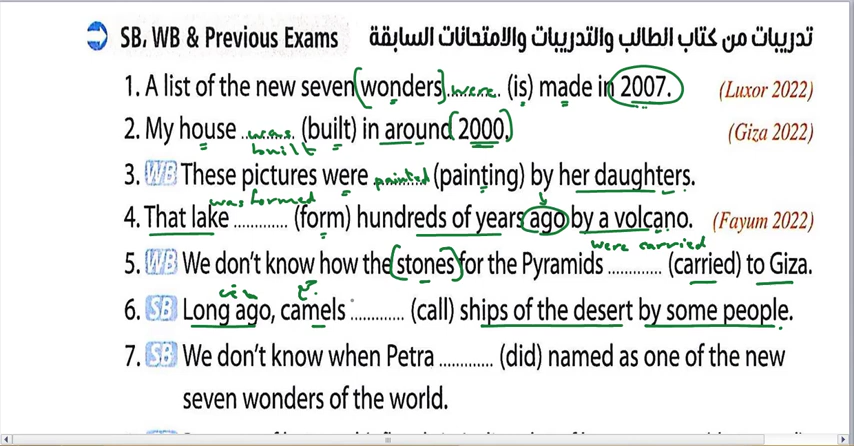 SB, WB & Previous Exams تدريبات من كتاب الطالب والتدريبات والامتحانات السابقة
1. A list of the new seven (wonders) ..were.. (is) made in 2007. (Luxor 2022)
2. My house ..was.. (built) in around (2000.) (Giza 2022)
built
3. WB These pictures were painted (painting) by her daughters.
was formed
4. That lake ............. (form) hundreds of years ago by a volcano. (Fayum 2022)
were carried
5. WB We don't know how the (stones) for the Pyramids ............. (carried) to Giza.
6. SB Long ago, camels ............. (call) ships of the desert by some people.
7. SB We don't know when Petra ............. (did) named as one of the new
seven wonders of the world.